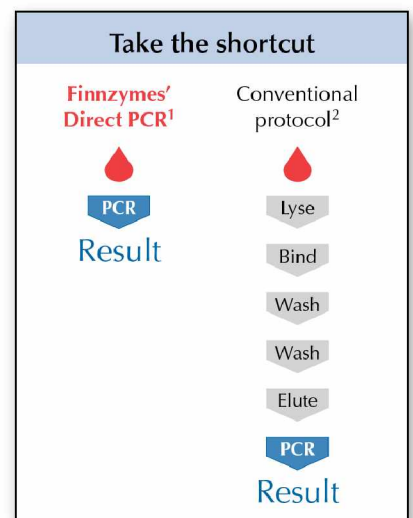 Take the shortcut
Finnzymes’
Direct PCR¹
PCR
Result
Conventional
protocol²
Lyse
Bind
Wash
Wash
Elute
PCR
Result